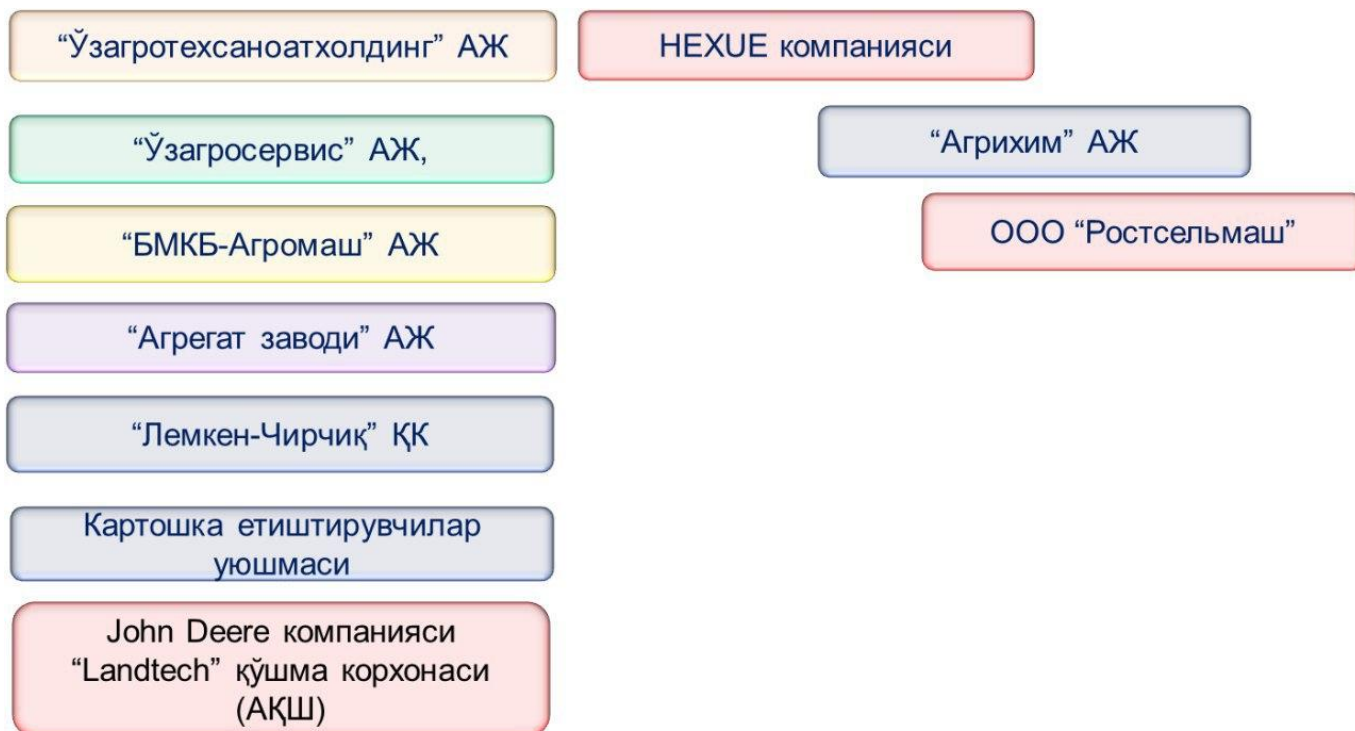 “Ўзагротехсаноатхолдинг” АЖ
HEXUE компанияси
“Ўзагросервис” АЖ,
“Агрихим” АЖ
“БМКБ-Агромаш” АЖ
ООО “Ростсельмаш”
“Агрегат заводи” АЖ
“Лемкен-Чирчиқ” ҚК
Картошка етиштирувчилар
уюшмаси
John Deere компанияси
“Landtech” қўшма корхонаси
(АҚШ)